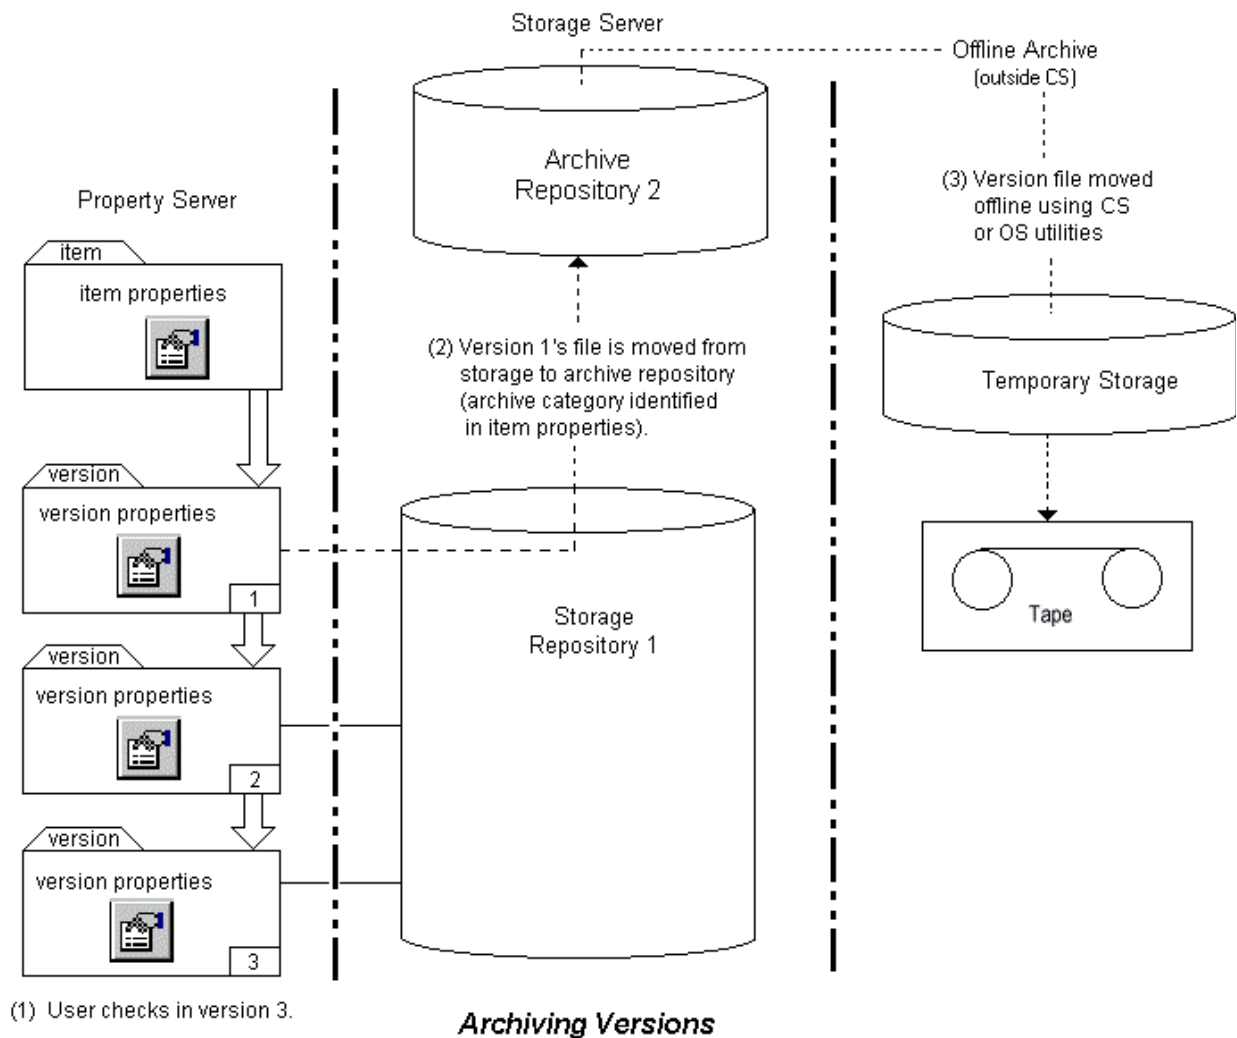 Storage Server
Offline Archive
(outside CS)
Archive
Repository 2
(3) Version file moved
offline using CS
or OS utilities
Property Server
item
item properties
(2) Version 1's file is moved from
storage to archive repository
(archive category identified
in item properties).
Temporary Storage
version
version properties
1
Storage
Repository 1
Tape
version
version properties
2
version
version properties
3
(1) User checks in version 3.
Archiving Versions